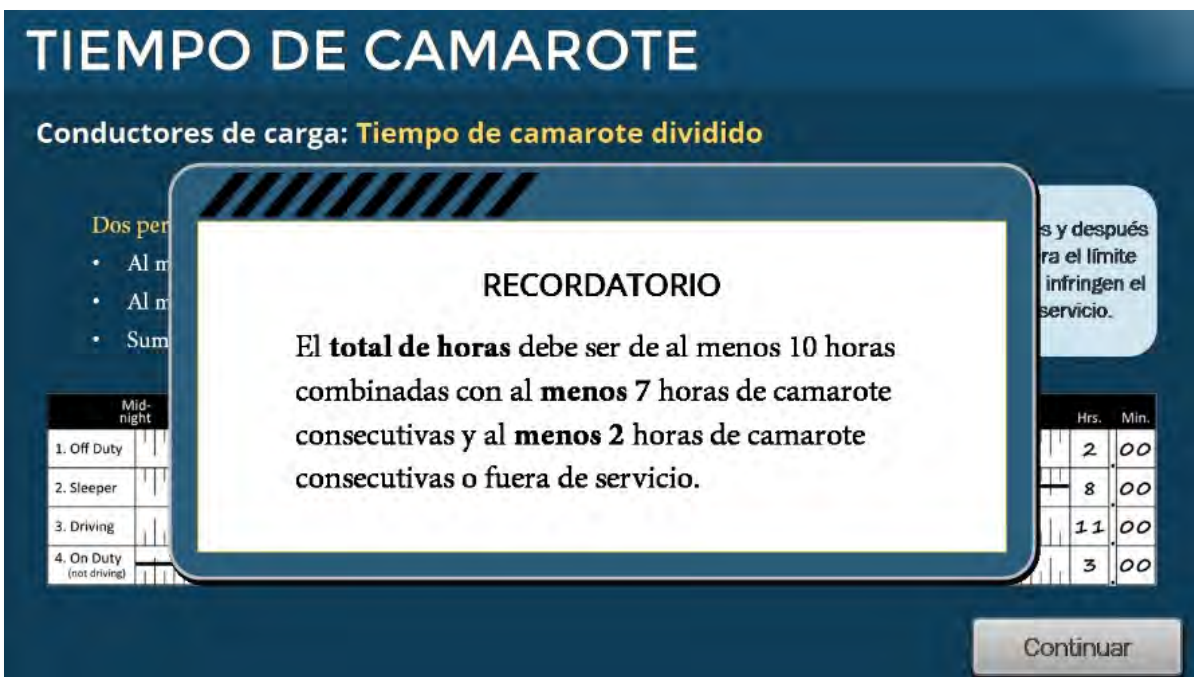 TIEMPO DE CAMAROTE
Conductores de carga: Tiempo de camarote dividido
Dos
• Al
• Al
•
s y después
ra el límite
infringen el
servicio.
RECORDATORIO
El total de horas debe ser de al menos 10 horas
combinadas con al menos 7 horas de camarote
consecutivas y al menos 2 horas de camarote
consecutivas o fuera de servicio.
Mid-
night
Hrs. Min.
1. Off Duty 2 00
2. Sleeper 8 00
3. Driving 11 00
4. On Duty 3 00
(not driving)
Continuar